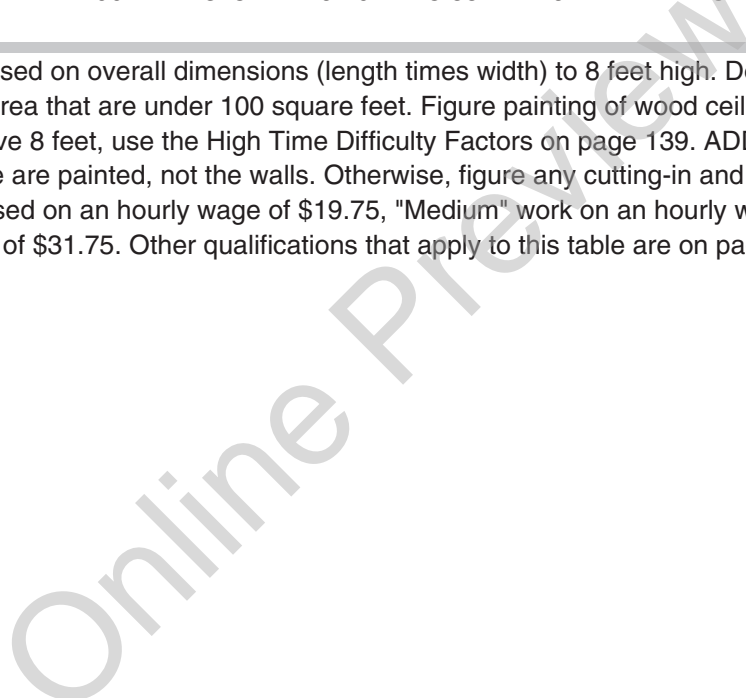 sed on overall dimensions (length times width) to 8 feet high. D
rea that are under 100 square feet. Figure painting of wood ceil
ve 8 feet, use the High Time Difficulty Factors on page 139. ADD
e are painted, not the walls. Otherwise, figure any cutting-in and
sed on an hourly wage of $19.75, "Medium" work on an hourly w
of $31.75. Other qualifications that apply to this table are on pa
Online Preview